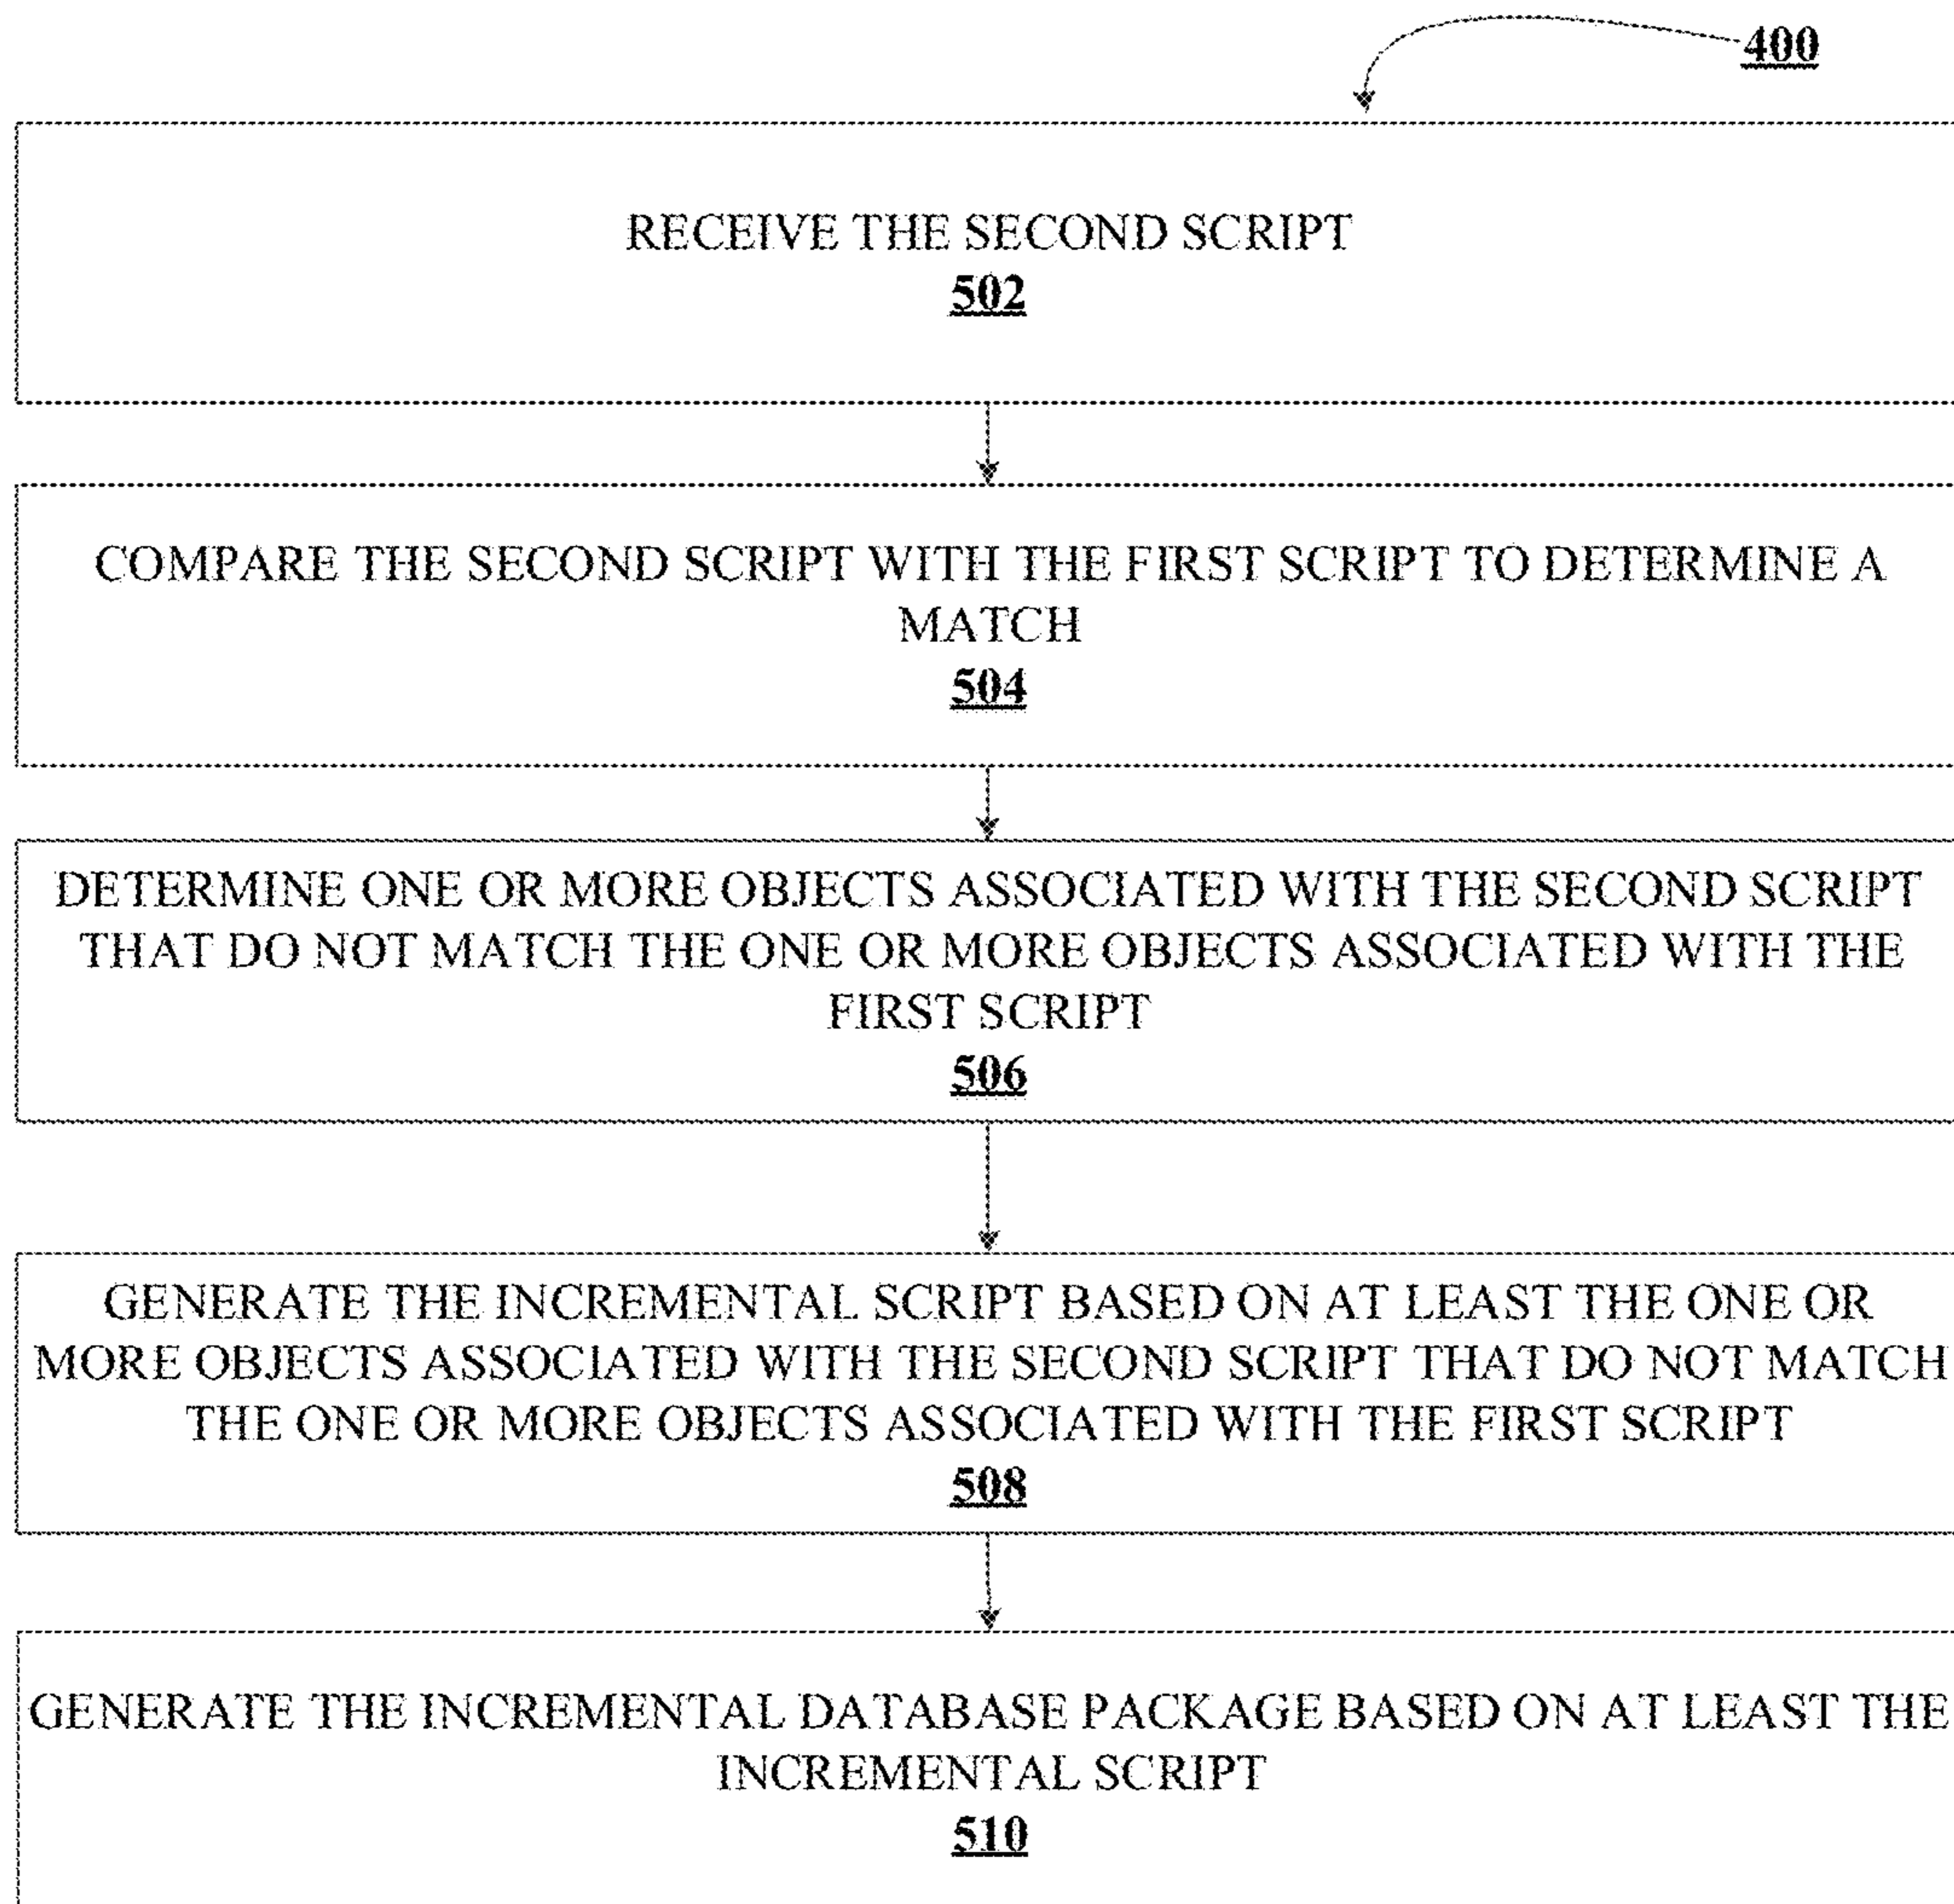 400
RECEIVE THE SECOND SCRIPT
502
COMPARE THE SECOND SCRIPT WITH THE FIRST SCRIPT TO DETERMINE A
MATCH
504
DETERMINE ONE OR MORE OBJECTS ASSOCIATED WITH THE SECOND SCRIPT
THAT DO NOT MATCH THE ONE OR MORE OBJECTS ASSOCIATED WITH THE
FIRST SCRIPT
506
GENERATE THE INCREMENTAL SCRIPT BASED ON AT LEAST THE ONE OR
MORE OBJECTS ASSOCIATED WITH THE SECOND SCRIPT THAT DO NOT MATCH
THE ONE OR MORE OBJECTS ASSOCIATED WITH THE FIRST SCRIPT
508
GENERATE THE INCREMENTAL DATABASE PACKAGE BASED ON AT LEAST THE
INCREMENTAL SCRIPT
510